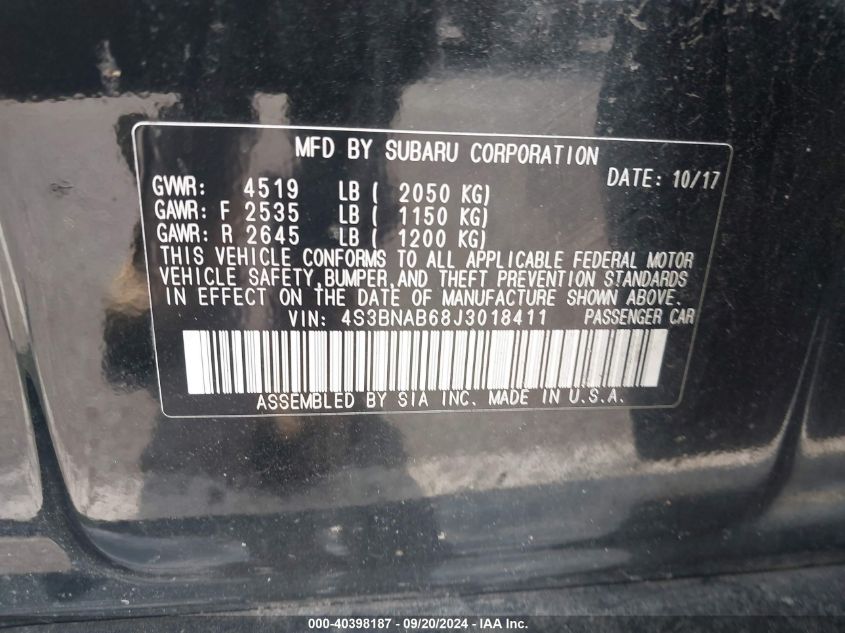 MFD BY SUBARU CORPORATION
DATE: 10/17
GVWR: 4519 LB ( 2050 KG)
GAWR: F 2535 LB ( 1150 KG)
GAWR: R 2645 LB ( 1200 KG)
THIS VEHICLE CONFORMS TO ALL APPLICABLE FEDERAL MOTOR
VEHICLE SAFETY,BUMPER,AND THEFT PREVENTION STANDARDS
IN EFFECT ON THE DATE OF MANUFACTURE SHOWN ABOVE.
VIN: 4S3BNAB68J3018411 PASSENGER CAR
ASSEMBLED BY SIA INC. MADE IN U.S.A.
000-40398187 - 09/20/2024 - IAA Inc.